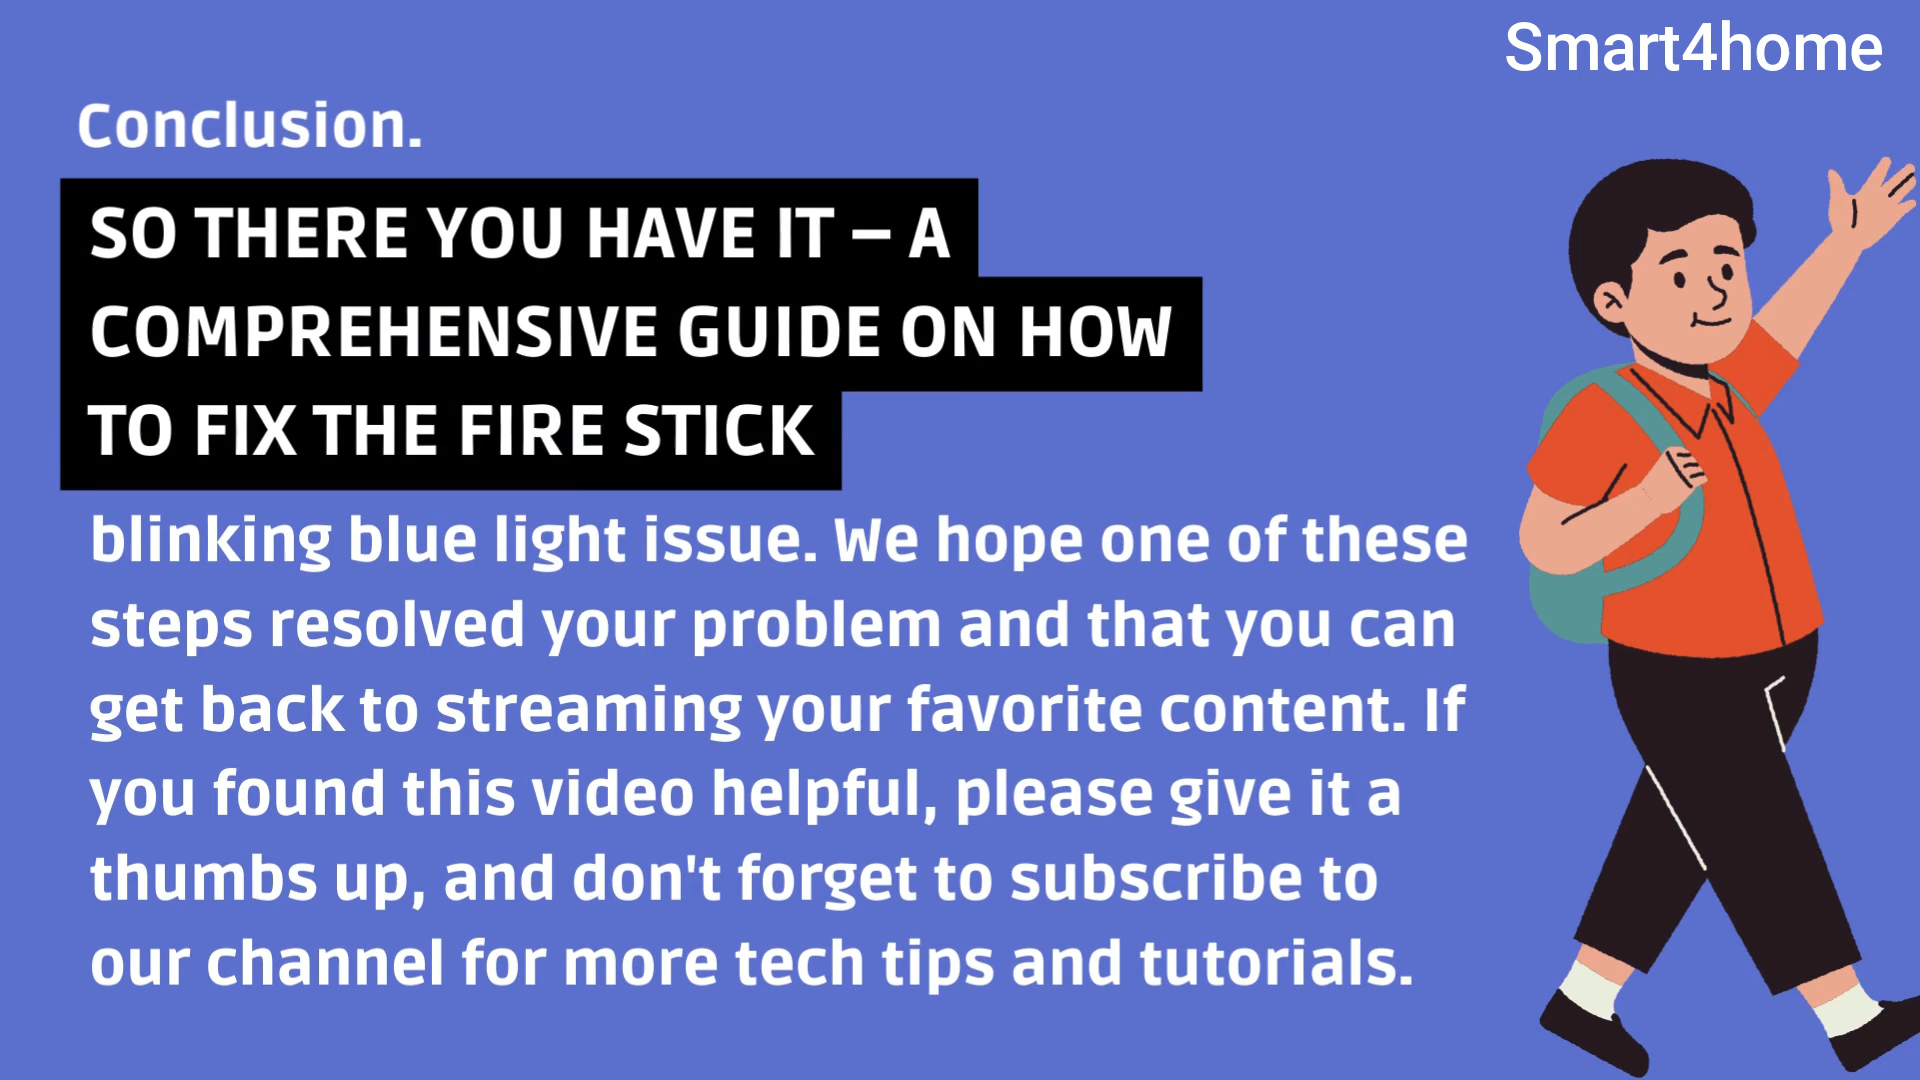 Smart4home
Conclusion.
SO THERE YOU HAVE IT – A
COMPREHENSIVE GUIDE ON HOW
TO FIX THE FIRE STICK
blinking blue light issue. We hope one of these
steps resolved your problem and that you can
get back to streaming your favorite content. If
you found this video helpful, please give it a
thumbs up, and don't forget to subscribe to
our channel for more tech tips and tutorials.